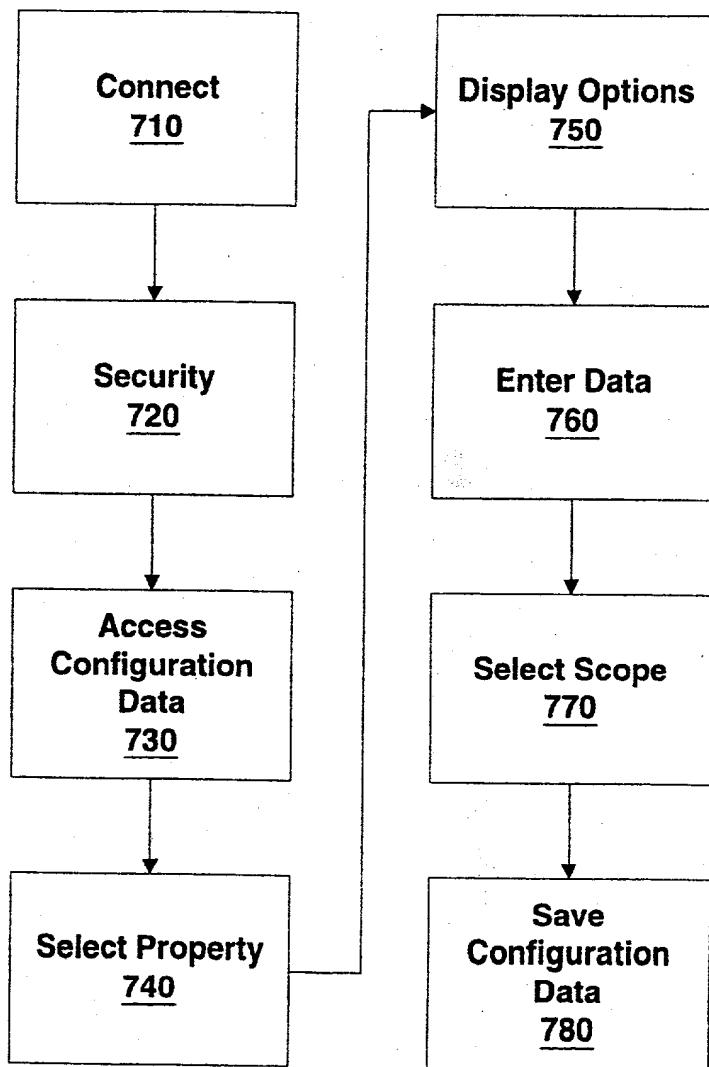 Connect
710
Security
720
Access
Configuration
Data
730
Select Property
740
Display Options
750
Enter Data
760
Select Scope
770
Save
Configuration
Data
780